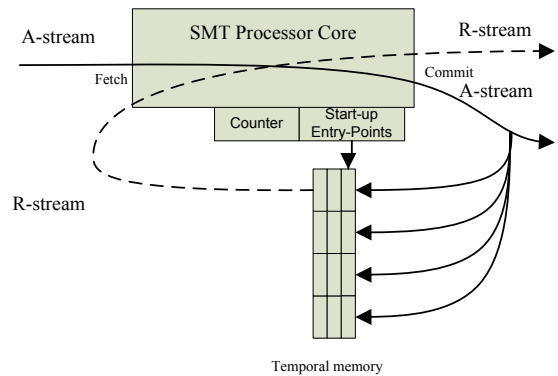 A-stream
SMT Processor Core
R-stream
Fetch
Commit
A-stream
Counter
Start-up
Entry-Points
R-stream
Temporal memory